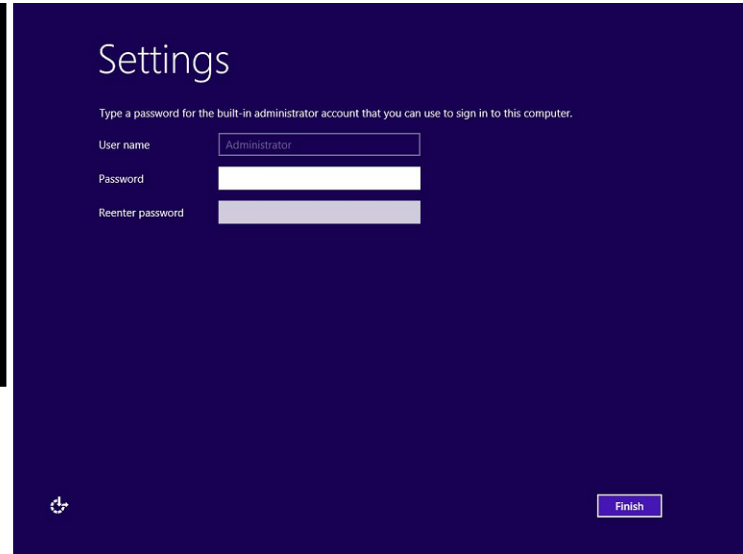 Settings
Type a password for the built-in administrator account that you can use to sign in to this computer.
User name Administrator
Password
Reenter password
Finish